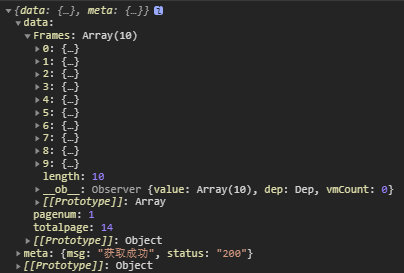 {data: {…}, meta: {…}} i
data:
Frames: Array(10)
0: {…}
1: {…}
2: {…}
3: {…}
4: {…}
5: {…}
6: {…}
7: {…}
8: {…}
9: {…}
length: 10
__ob__: Observer {value: Array(10), dep: Dep, vmCount: 0}
[[Prototype]]: Array
pagenum: 1
totalpage: 14
[[Prototype]]: Object
meta: {msg: "获取成功", status: "200"}
[[Prototype]]: Object